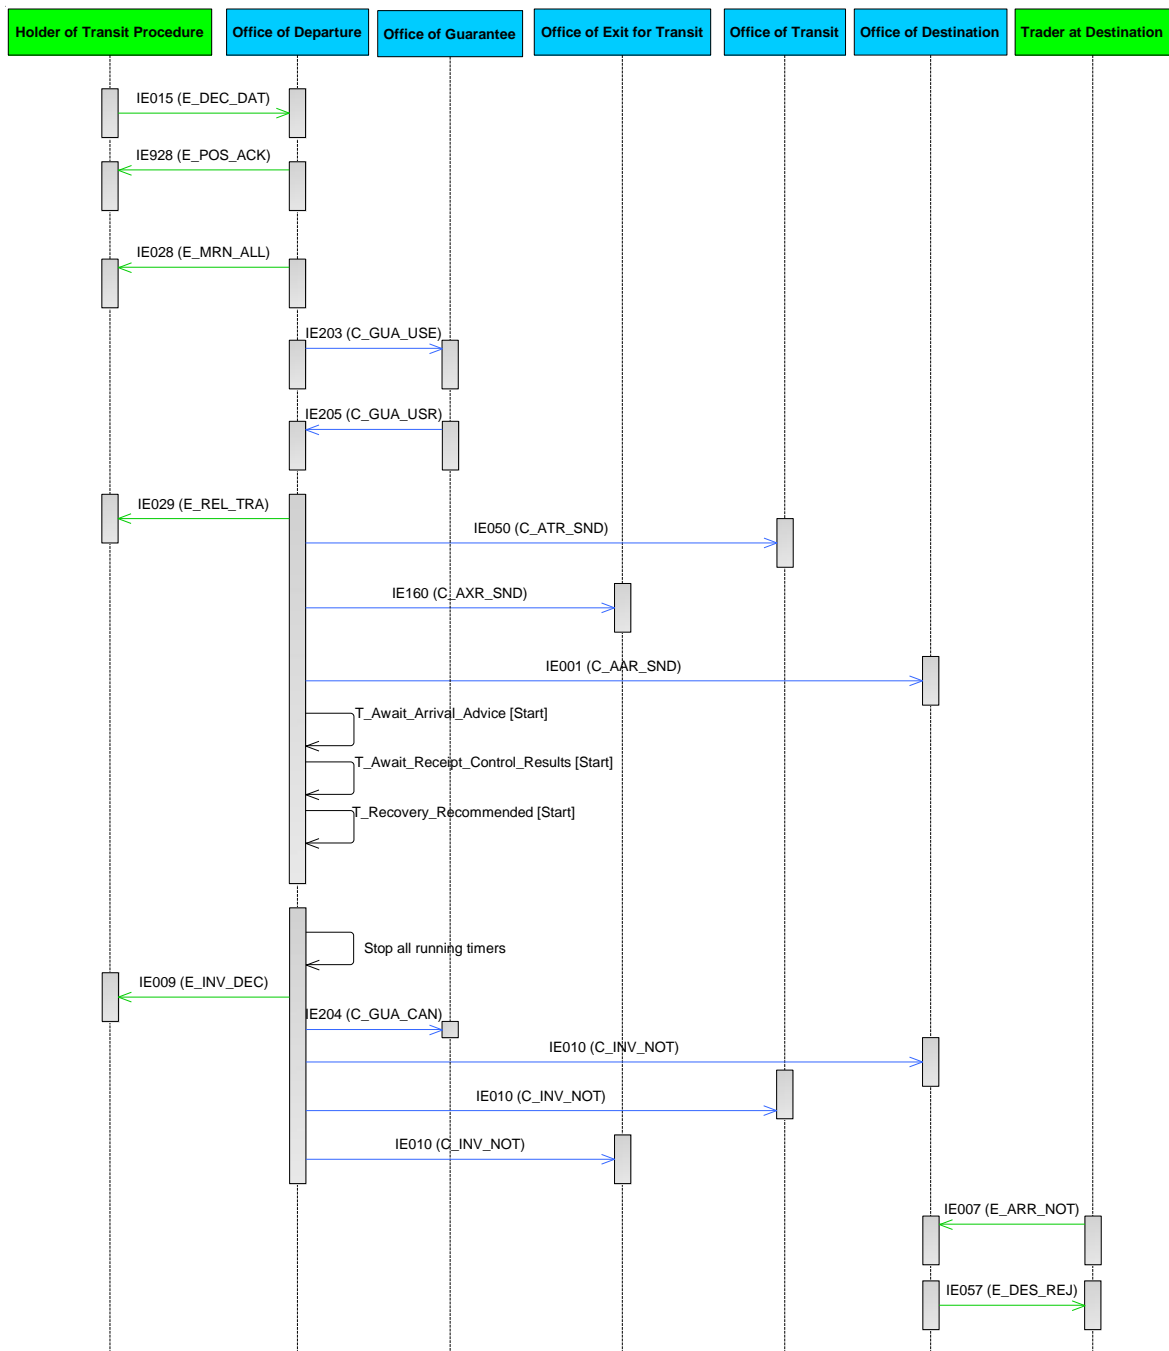 Holder of Transit Procedure
Office of Departure
Office of Guarantee
Office of Exit for Transit
Office of Transit
Office of Destination
Trader at Destination
IE015 (E_DEC_DAT)
IE928 (E_POS_ACK)
IE028 (E_MRN_ALL)
IE203 (C_GUA_USE)
IE205 (C_GUA_USR)
IE029 (E_REL_TRA)
IE050 (C_ATR_SND)
IE160 (C_AXR_SND)
IE001 (C_AAR_SND)
T_Await_Arrival_Advice [Start]
T_Await_Receipt_Control_Results [Start]
T_Recovery_Recommended [Start]
Stop all running timers
IE009 (E_INV_DEC)
IE204 (C_GUA_CAN)
IE010 (C_INV_NOT)
IE010 (C_INV_NOT)
IE010 (C_INV_NOT)
IE007 (E_ARR_NOT)
IE057 (E_DES_REJ)